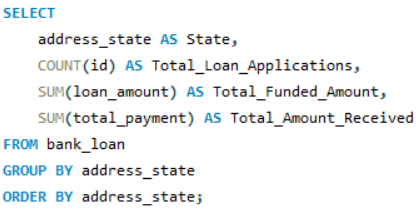 SELECT
address_state AS State,
COUNT(id) AS Total_Loan_Applications,
SUM(loan_amount) AS Total_Funded_Amount,
SUM(total_payment) AS Total_Amount_Received
FROM bank_loan
GROUP BY address_state
ORDER BY address_state;